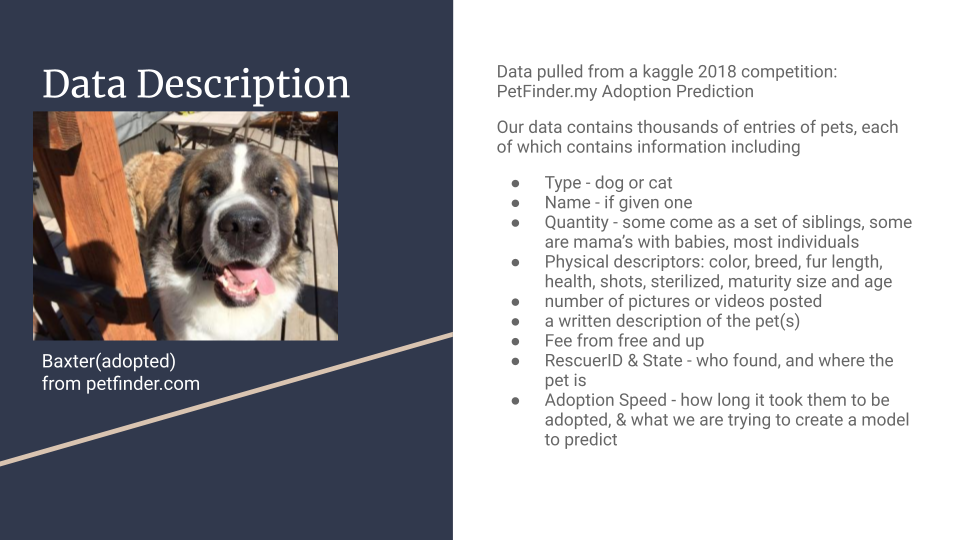 Data Description
Baxter(adopted)
from petfinder.com
Data pulled from a kaggle 2018 competition:
PetFinder.my Adoption Prediction
Our data contains thousands of entries of pets, each
of which contains information including
● Type - dog or cat
● Name - if given one
● Quantity - some come as a set of siblings, some
are mama's with babies, most individuals
● Physical descriptors: color, breed, fur length,
health, shots, sterilized, maturity size and age
● number of pictures or videos posted
● a written description of the pet(s)
● Fee from free and up
● RescuerID & State - who found, and where the
pet is
● Adoption Speed - how long it took them to be
adopted, & what we are trying to create a model
to predict